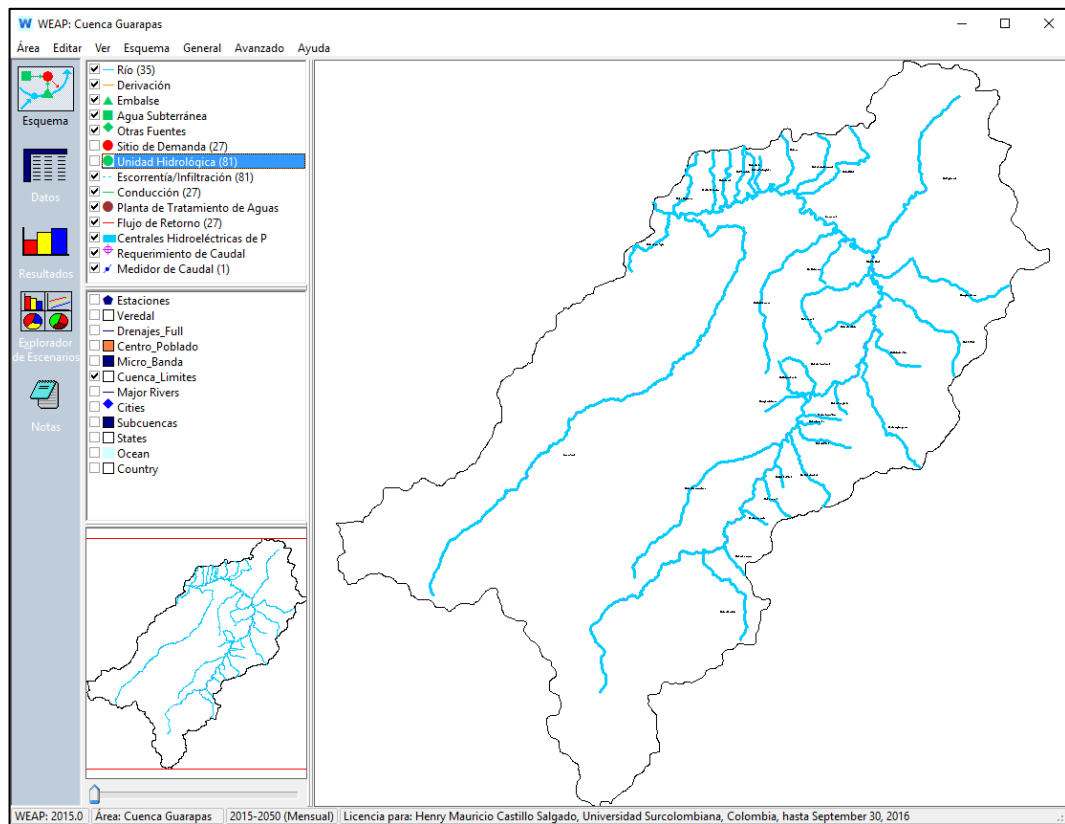 WEAP: Cuenca Guarapas
Área Editar Ver Esquema General Avanzado Ayuda
Esquema
Datos
Resultados
Explorador
de Escenarios
Notas
Río (35)
Derivación
Embalse
Agua Subterránea
Otras Fuentes
Sitio de Demanda (27)
Unidad Hidrológica (81)
Escorrentía/Infiltración (81)
Conducción (27)
Planta de Tratamiento de Aguas
Flujo de Retorno (27)
Centrales Hidroeléctricas de P
Requerimiento de Caudal
Medidor de Caudal (1)
Estaciones
Veredal
Drenajes_Full
Centro_Poblado
Micro_Banda
Cuenca_Limites
Major Rivers
Cities
Subcuencas
States
Ocean
Country
WEAP: 2015.0 Área: Cuenca Guarapas 2015-2050 (Mensual) Licencia para: Henry Mauricio Castillo Salgado, Universidad Surcolombiana, Colombia, hasta September 30, 2016